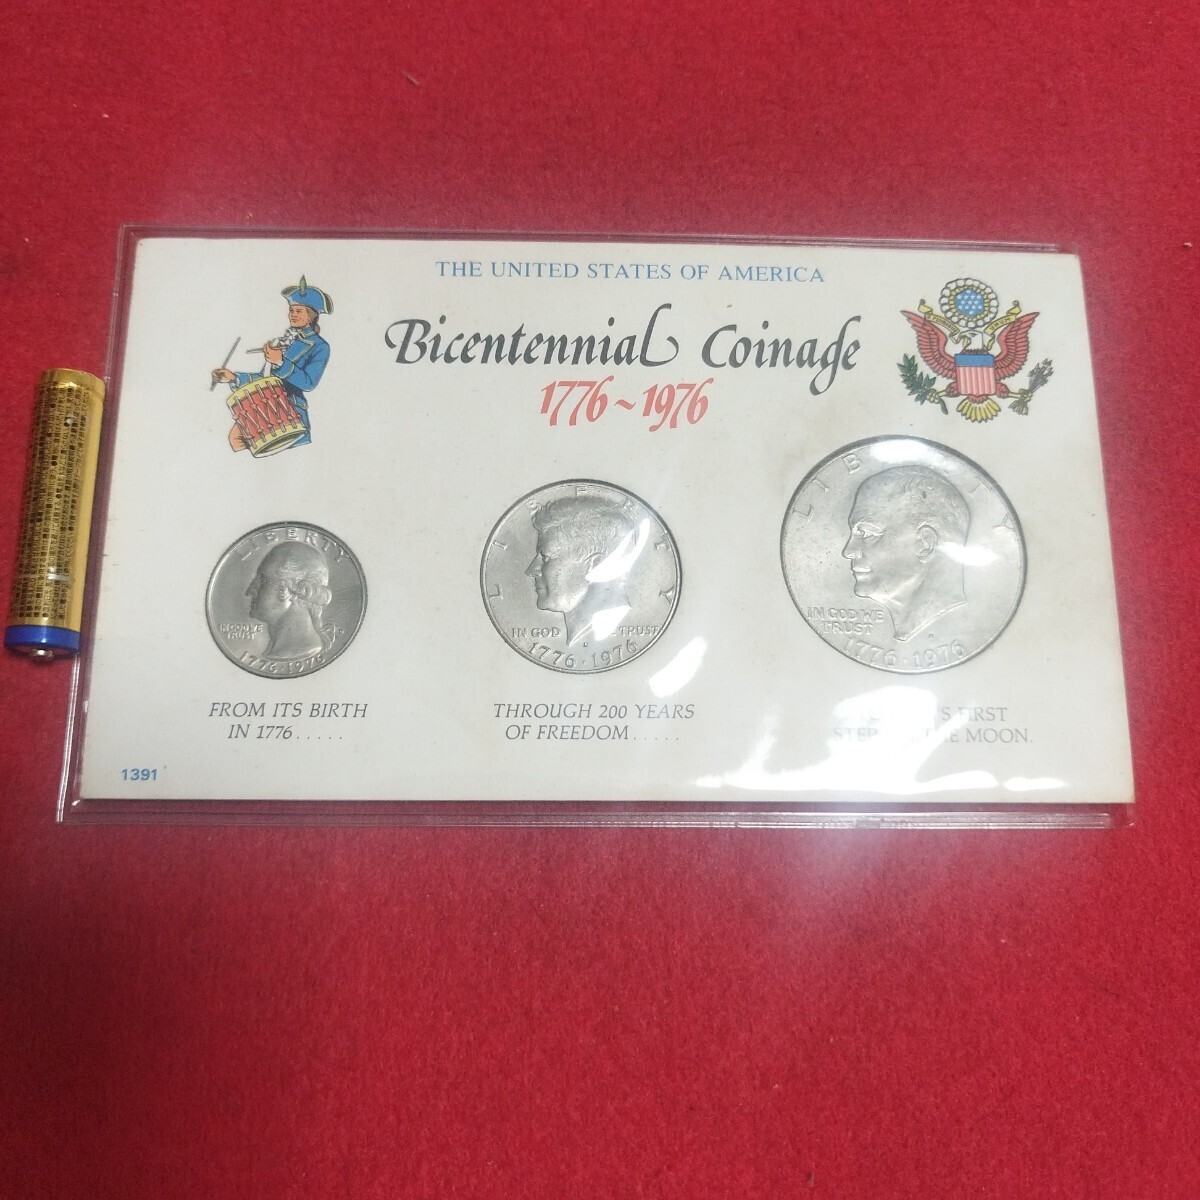 THE UNITED STATES OF AMERICA
Bicentennial Coinage
1776~1976
LIBERTY
IN GOD WE
TRUST
1776·1976
LIBERTY
IN GOD TRUST
1776·1976
LIBERTY
IN GOD WE
TRUST
1776·1976
FROM ITS BIRTH
IN 1776.....
THROUGH 200 YEARS
OF FREEDOM.....
FIRST
STEP MOON.
1391